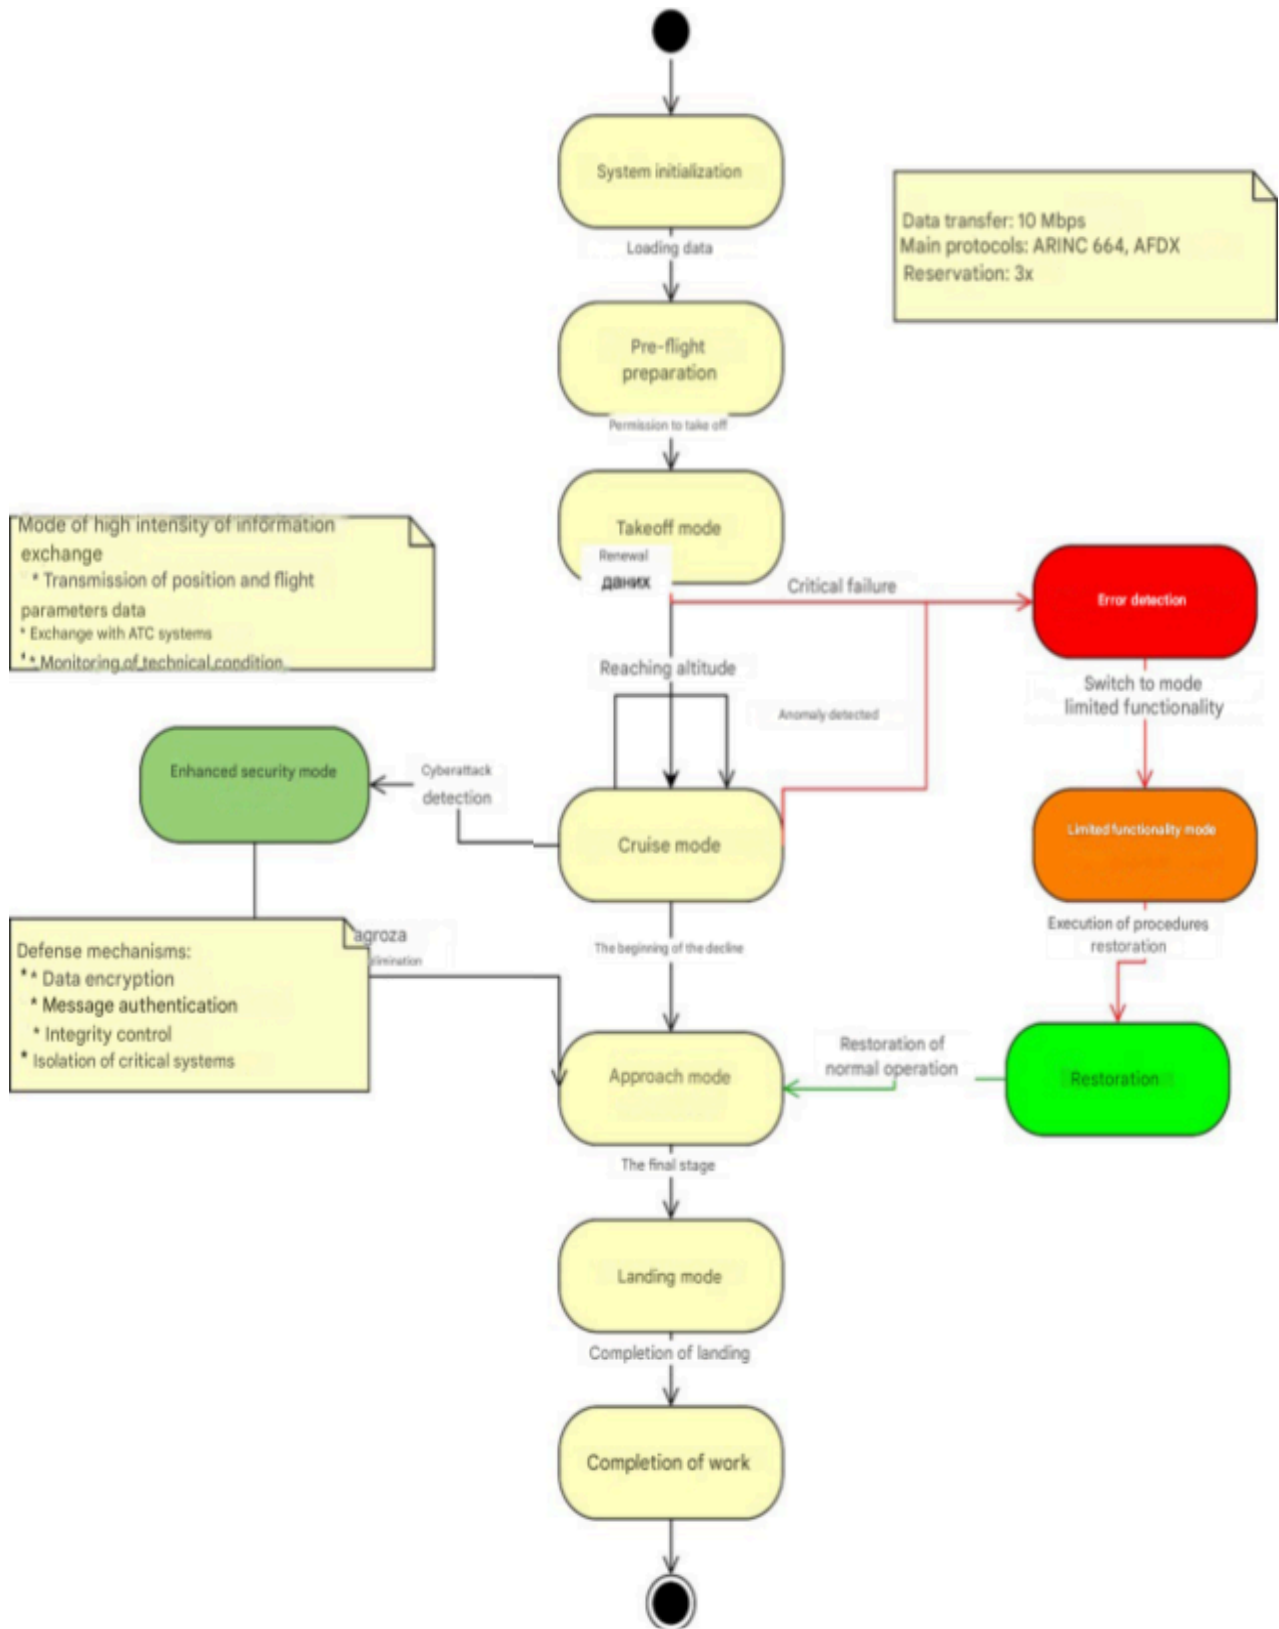 System initialization
Data transfer: 10 Mbps
Main protocols: ARINC 664, AFDX
Reservation: 3x
Loading data
Pre-flight
preparation
Permission to take off
Takeoff mode
Renewal
даних
Mode of high intensity of information
exchange
* Transmission of position and flight
parameters data
* Exchange with ATC systems
* * Monitoring of technical condition
Critical failure
Error detection
Reaching altitude
Switch to mode
limited functionality
Anomaly detected
Enhanced security mode
Cyberattack
detection
Cruise mode
Limited functionality mode
The beginning of the decline
Execution of procedures
restoration
agroza
elimination
Defense mechanisms:
* * Data encryption
* Message authentication
* Integrity control
* Isolation of critical systems
Approach mode
Restoration of
normal operation
Restoration
The final stage
Landing mode
Completion of landing
Completion of work